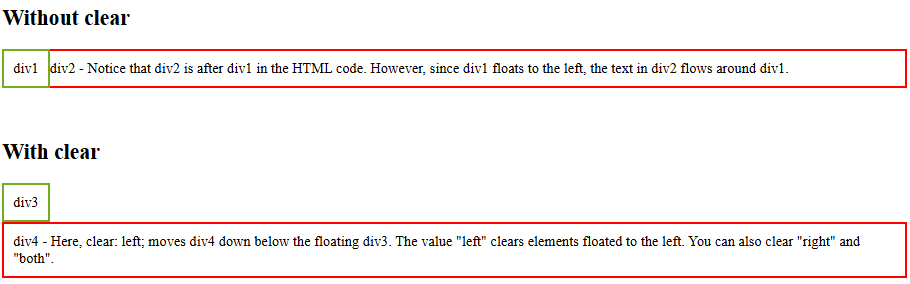 Without clear
div1 div2 - Notice that div2 is after div1 in the HTML code. However, since div1 floats to the left, the text in div2 flows around div1.
With clear
div3
div4 - Here, clear: left; moves div4 down below the floating div3. The value "left" clears elements floated to the left. You can also clear "right" and
"both".